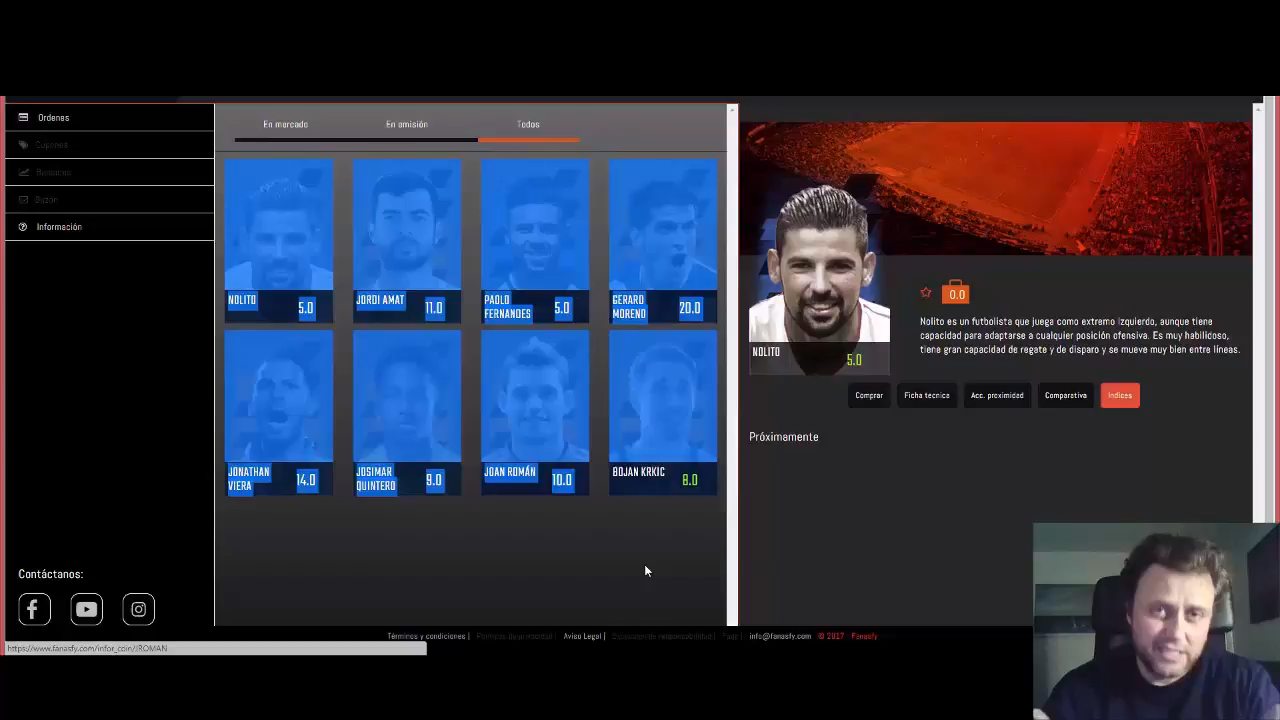 Ordenes
Cupones
Rankings
Buzón
Información
En mercado
En emisión
Todos
NOLITO
5.0
JORDI AMAT
11.0
PAOLO
FERNANDES
5.0
GERARD
MORENO
20.0
JONATHAN
VIERA
14.0
JOSIMAR
QUINTERO
9.0
JOAN ROMÁN
10.0
BOJAN KRKIC
8.0
NOLITO
5.0
0.0
Nolito es un futbolista que juega como extremo izquierdo, aunque tiene
capacidad para adaptarse a cualquier posición ofensiva. Es muy habilidoso,
tiene gran capacidad de regate y de disparo y se mueve muy bien entre líneas.
Comprar
Ficha técnica
Acc. proximidad
Comparativa
Indices
Próximamente
Contáctanos:
Términos y condiciones |
Aviso Legal |
info@fanasfy.com
© 2017 Fanasfy
https://www.fanasfy.com/infor_coin/JROMAN